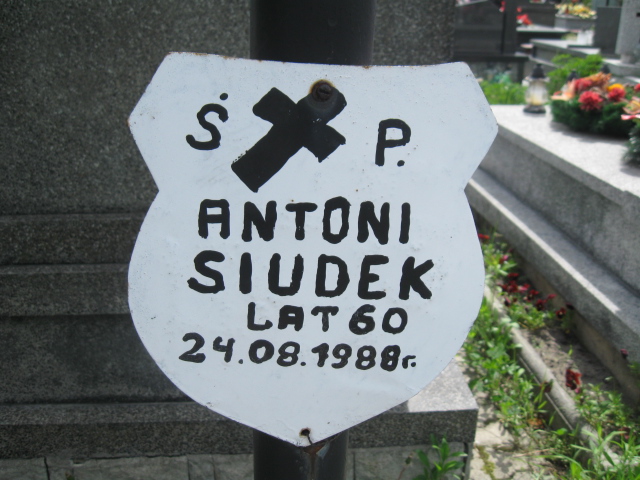 Ś. P.
ANTONI
SIUDEK
LAT 60
24.08.1988r.